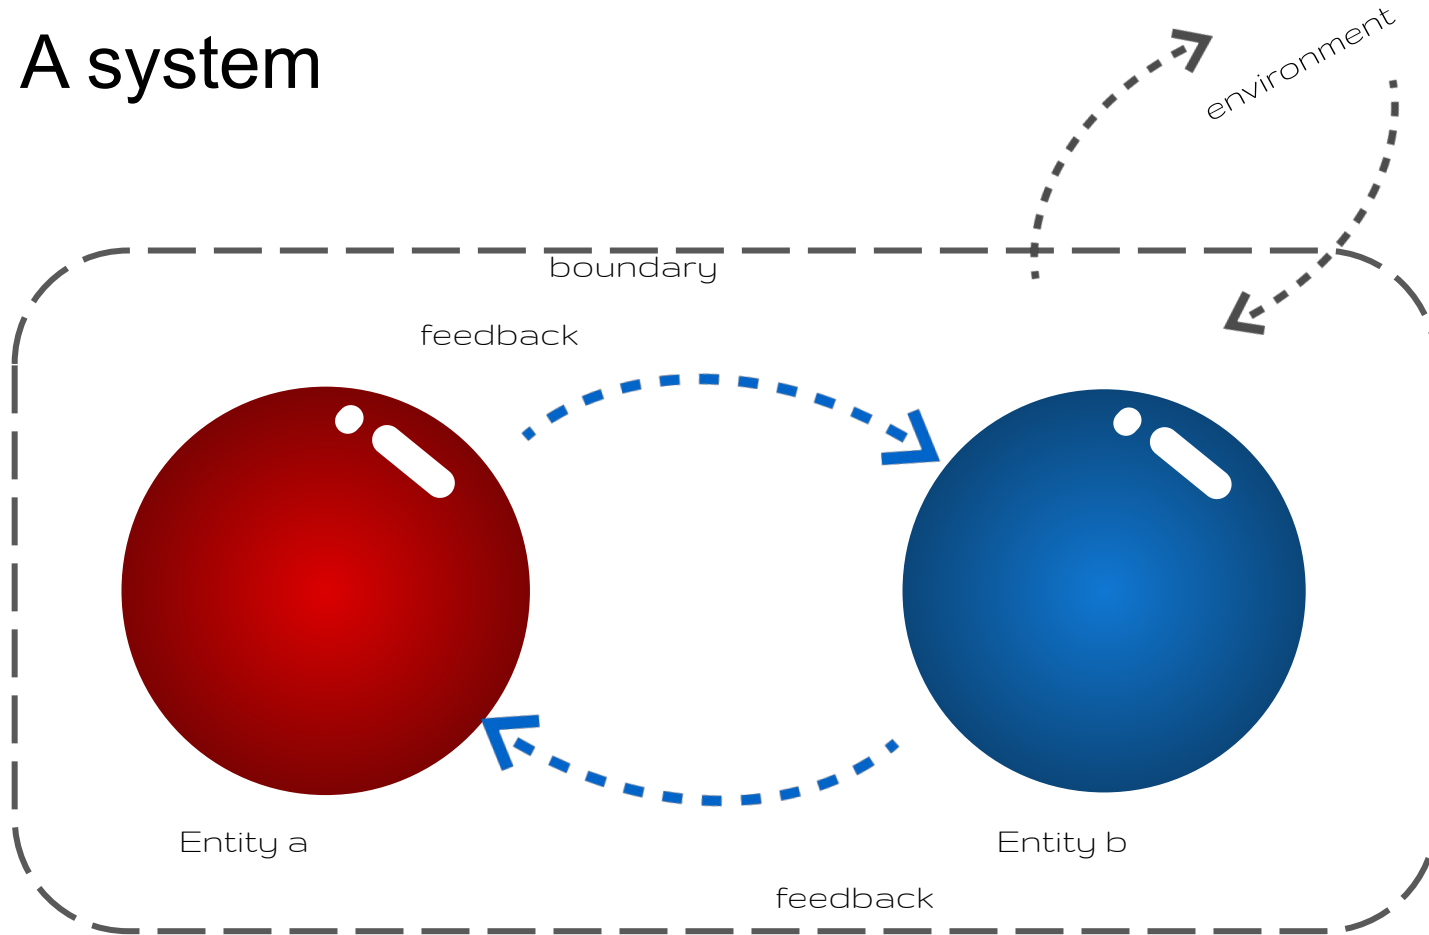 A system
environment
boundary
feedback
Entity a
Entity b
feedback